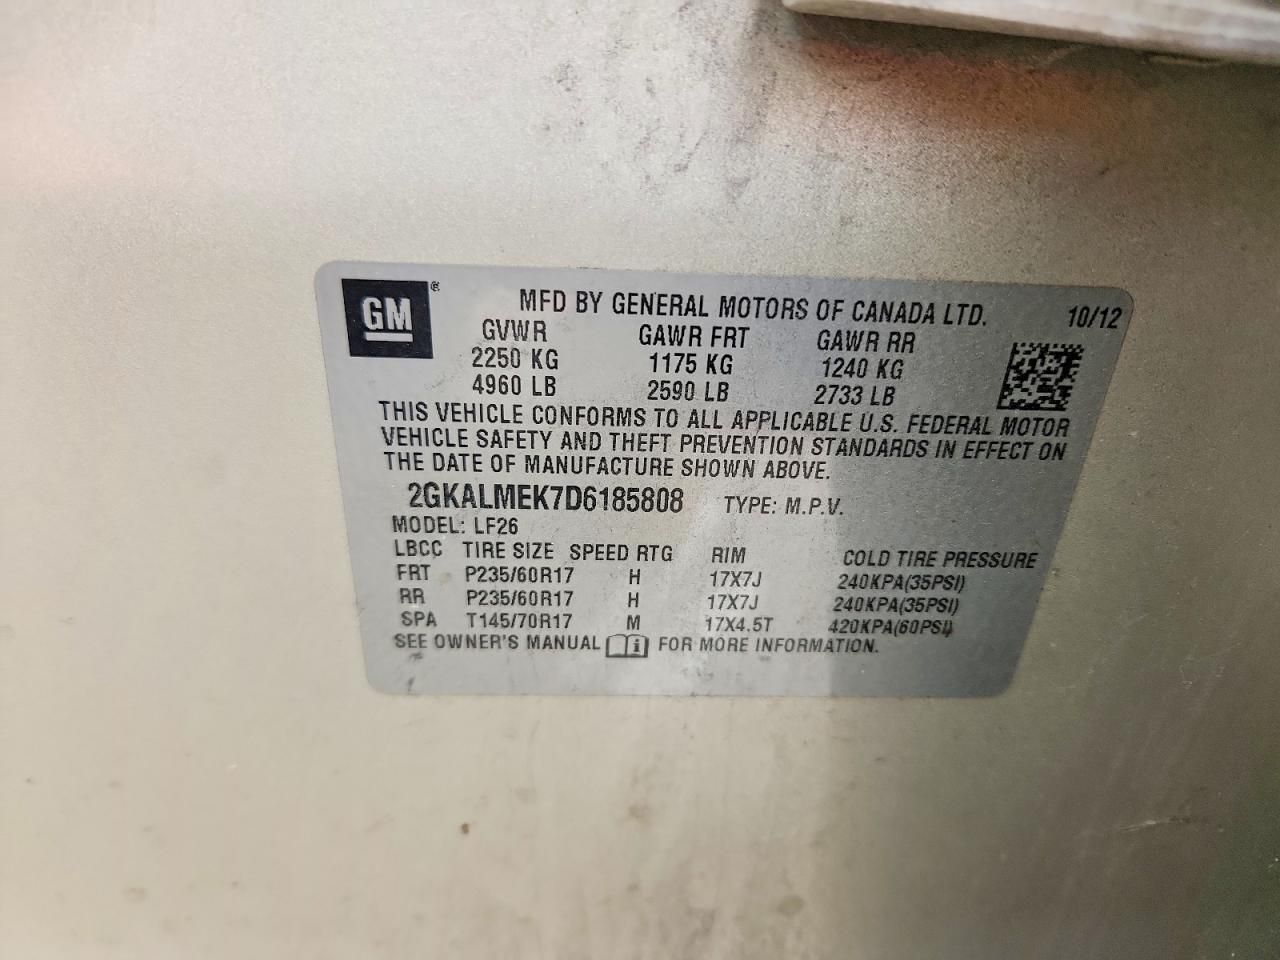 GM®
MFD BY GENERAL MOTORS OF CANADA LTD. 10/12
GVWR GAWR FRT GAWR RR
2250 KG 1175 KG 1240 KG
4960 LB 2590 LB 2733 LB
THIS VEHICLE CONFORMS TO ALL APPLICABLE U.S. FEDERAL MOTOR
VEHICLE SAFETY AND THEFT PREVENTION STANDARDS IN EFFECT ON
THE DATE OF MANUFACTURE SHOWN ABOVE.
2GKALMEK7D6185808 TYPE: M.P.V.
MODEL: LF26
LBCC TIRE SIZE SPEED RTG RIM COLD TIRE PRESSURE
FRT P235/60R17 H 17X7J 240KPA(35PSI)
RR P235/60R17 H 17X7J 240KPA(35PSI)
SPA T145/70R17 M 17X4.5T 420KPA(60PSI)
SEE OWNER'S MANUAL i FOR MORE INFORMATION.